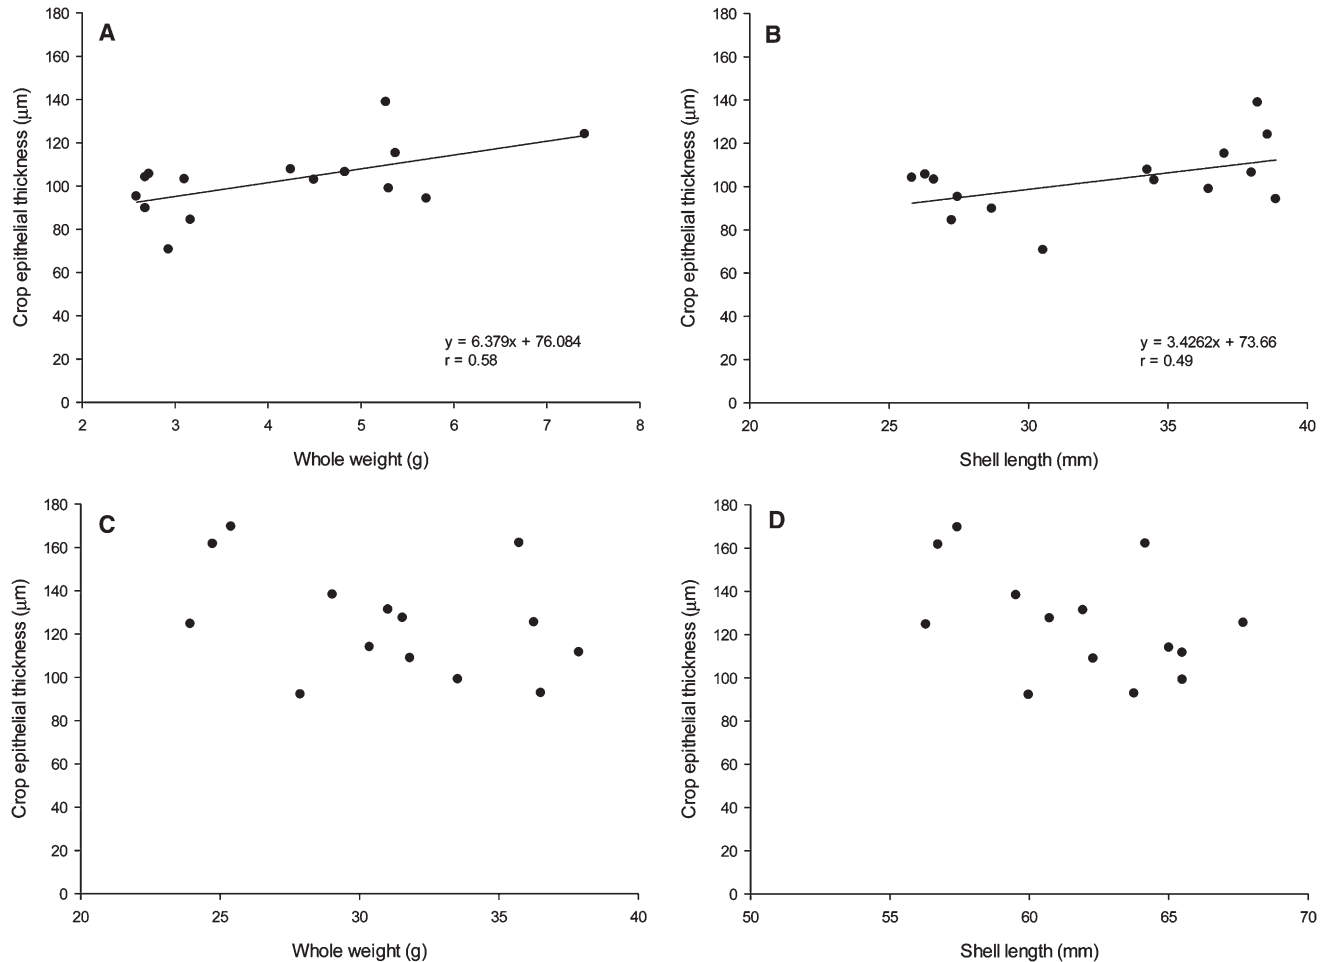 A
180
160
140
120
100
80
60
40
20
0
Crop epithelial thickness (μm)
y = 6.379x + 76.084
r = 0.58
2 3 4 5 6 7 8
Whole weight (g)
B
180
160
140
120
100
80
60
40
20
0
Crop epithelial thickness (μm)
y = 3.4262x + 73.66
r = 0.49
20 25 30 35 40
Shell length (mm)
C
180
160
140
120
100
80
60
40
20
0
Crop epithelial thickness (μm)
20 25 30 35 40
Whole weight (g)
D
180
160
140
120
100
80
60
40
20
0
Crop epithelial thickness (μm)
50 55 60 65 70
Shell length (mm)